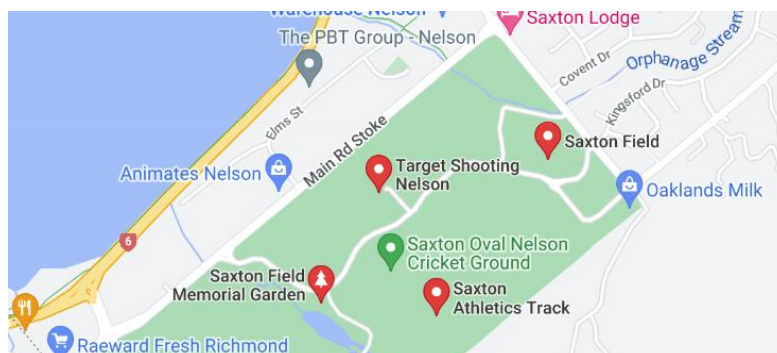 Warehouse Nelson
Saxton Lodge
The PBT Group - Nelson
Covent Dr
Orphanage Stream
Kingsford Dr
Elms St
Main Rd Stoke
Saxton Field
Animates Nelson
Target Shooting
Nelson
Oaklands Milk
6
Saxton Oval Nelson
Cricket Ground
Saxton Field
Memorial Garden
Saxton
Athletics Track
Raeward Fresh Richmond